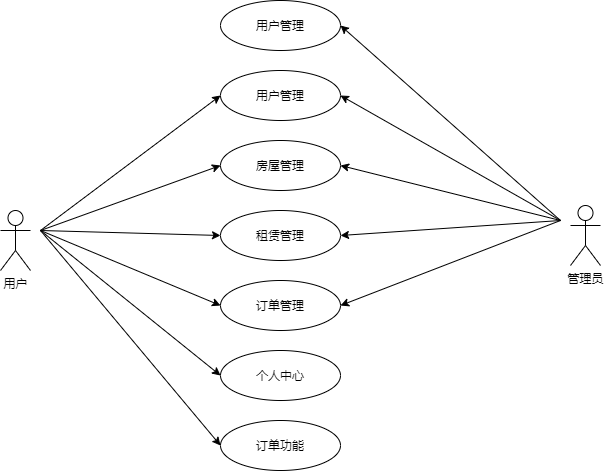 用户管理
用户管理
房屋管理
租赁管理
订单管理
个人中心
订单功能
用户
管理员